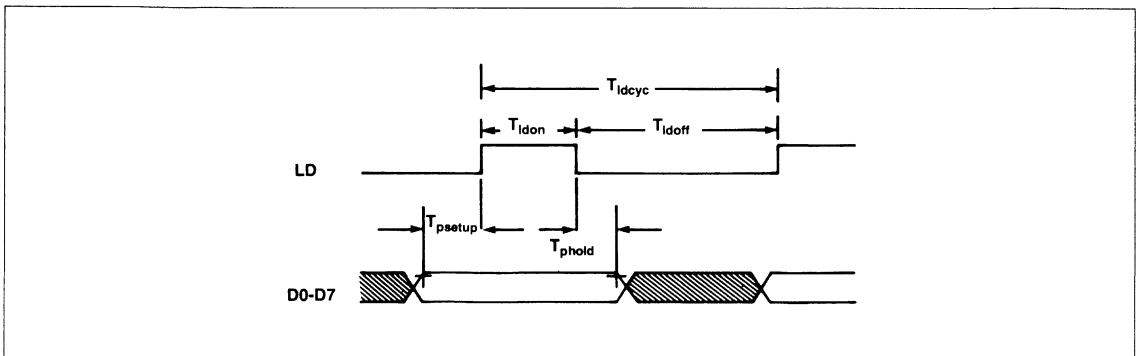 Tldcyc
Tldon
Tldoff
LD
Tpsetup
Tphold
D0-D7